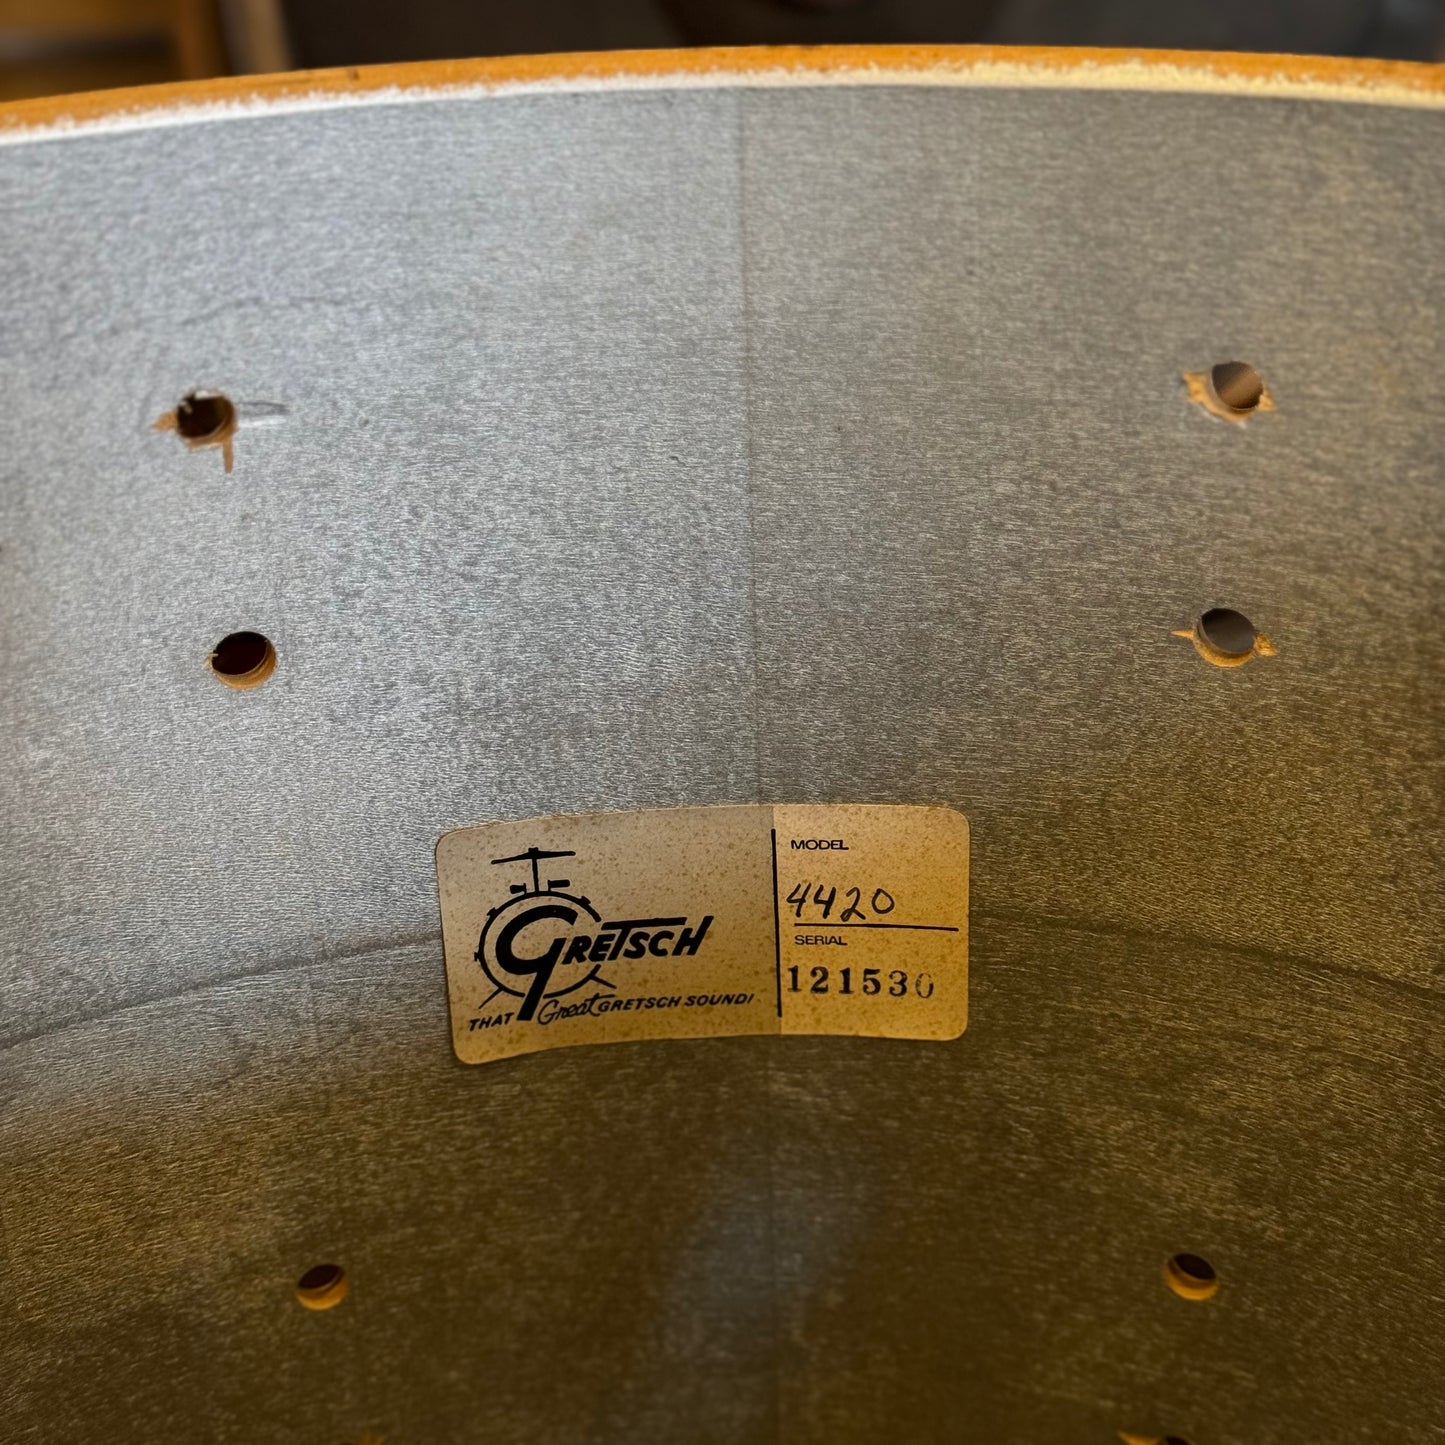 GRETSCH
THAT Great GRETSCH SOUND!
MODEL
4420
SERIAL
121530